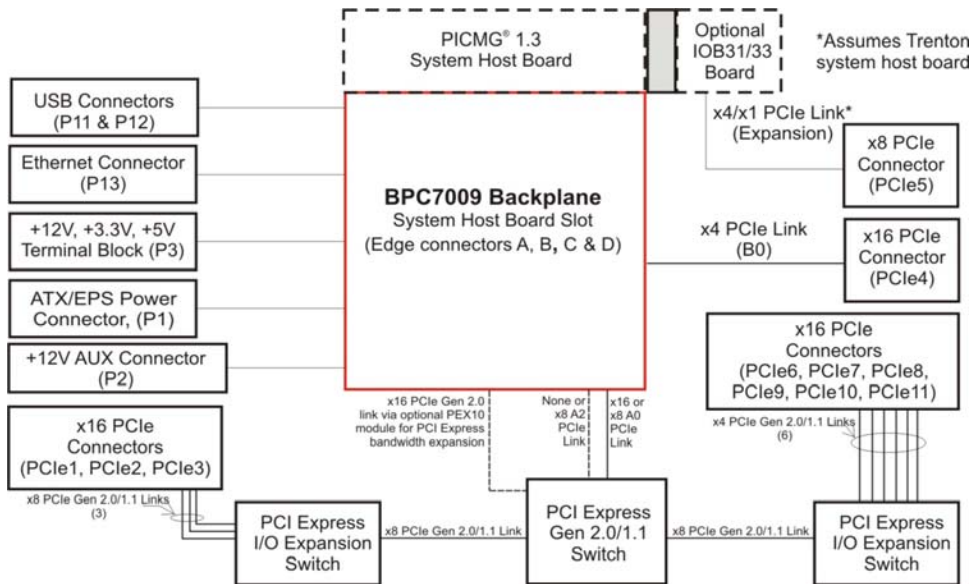 PICMG® 1.3
System Host Board
Optional
IOB31/33
Board
*Assumes Trenton
system host board
USB Connectors
(P11 & P12)
Ethernet Connector
(P13)
+12V, +3.3V, +5V
Terminal Block (P3)
ATX/EPS Power
Connector, (P1)
+12V AUX Connector
(P2)
BPC7009 Backplane
System Host Board Slot
(Edge connectors A, B, C & D)
x4/x1 PCIe Link*
(Expansion)
x8 PCIe
Connector
(PCIe5)
x4 PCIe Link
(B0)
x16 PCIe
Connector
(PCIe4)
x16 PCIe
Connectors
(PCIe6, PCIe7, PCIe8,
PCIe9, PCIe10, PCIe11)
x4 PCIe Gen 2.0/1.1 Links
(6)
x16 PCIe Gen 2.0
link via optional PEX10
module for PCI Express
bandwidth expansion
None or
x8 A2
PCIe
Link
x16 or
x8 A0
PCIe
Link
x16 PCIe
Connectors
(PCIe1, PCIe2, PCIe3)
x8 PCIe Gen 2.0/1.1 Links
(3)
PCI Express
I/O Expansion
Switch
x8 PCIe Gen 2.0/1.1 Link
PCI Express
Gen 2.0/1.1
Switch
x8 PCIe Gen 2.0/1.1 Link
PCI Express
I/O Expansion
Switch